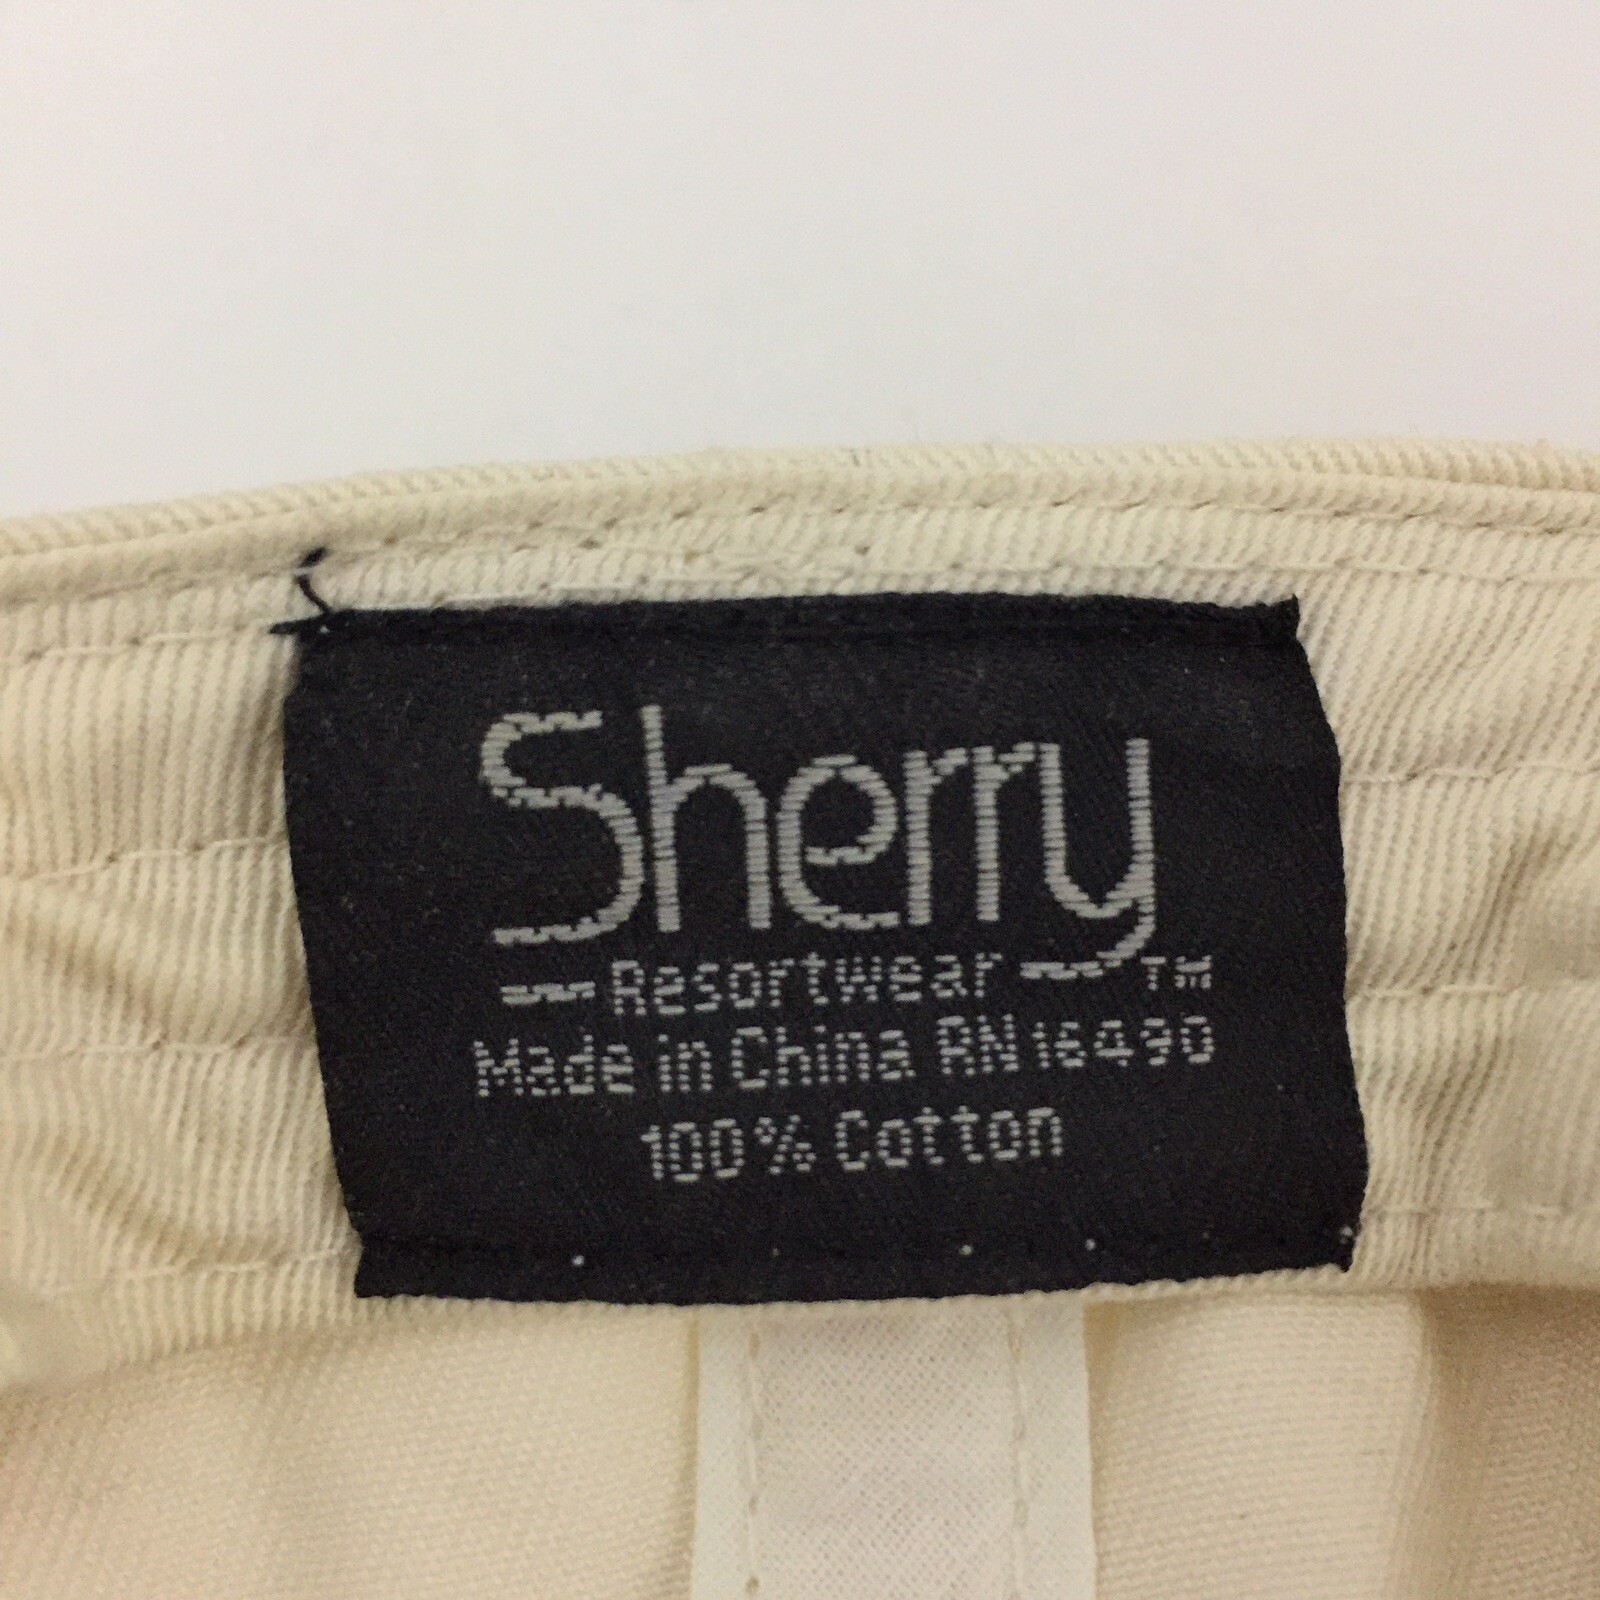 Sherry
Resortwear TM
Made in China RN 16490
100% Cotton